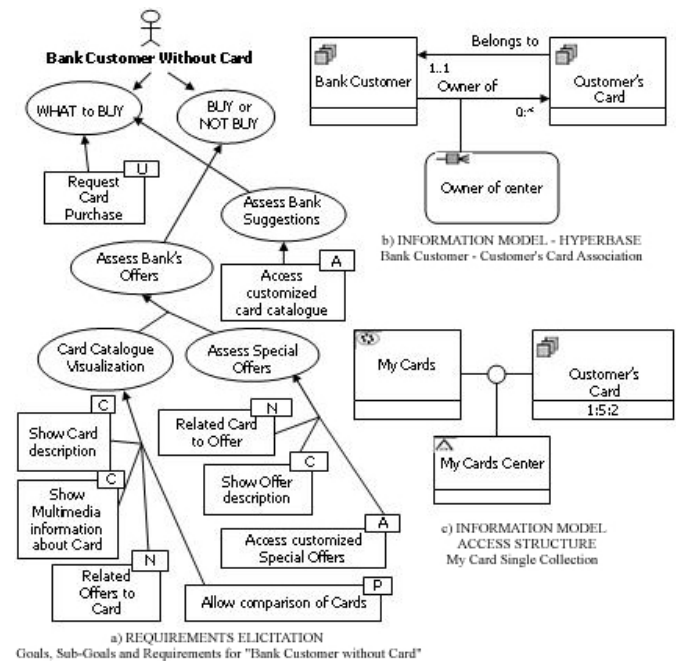 Bank Customer Without Card
WHAT to BUY
BUY or
NOT BUY
U
Request
Card
Purchase
Assess Bank
Suggestions
Assess Bank's
Offers
A
Access
customized
card catalogue
Card Catalogue
Visualization
Assess Special
Offers
C
Show Card
description
C
Show
Multimedia
information
about Card
N
Related
Offers to
Card
N
Related Card
to Offer
C
Show Offer
description
A
Access customized
Special Offers
P
Allow comparison of Cards
a) REQUIREMENTS ELICITATION
Goals, Sub-Goals and Requirements for "Bank Customer without Card"
Bank Customer
Belongs to
1..1
Owner of
0:*
Customer's
Card
Owner of center
b) INFORMATION MODEL - HYPERBASE
Bank Customer - Customer's Card Association
My Cards
Customer's
Card
1:5:2
My Cards Center
c) INFORMATION MODEL
ACCESS STRUCTURE
My Card Single Collection